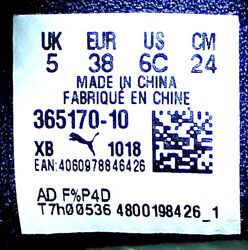 UK EUR US CM
5 38 6C 24
MADE IN CHINA
FABRIQUÉ EN CHINE
365170-10
XB 1018
EAN: 4060978846426
AD F%P4D
T7h00536 4800198426_1